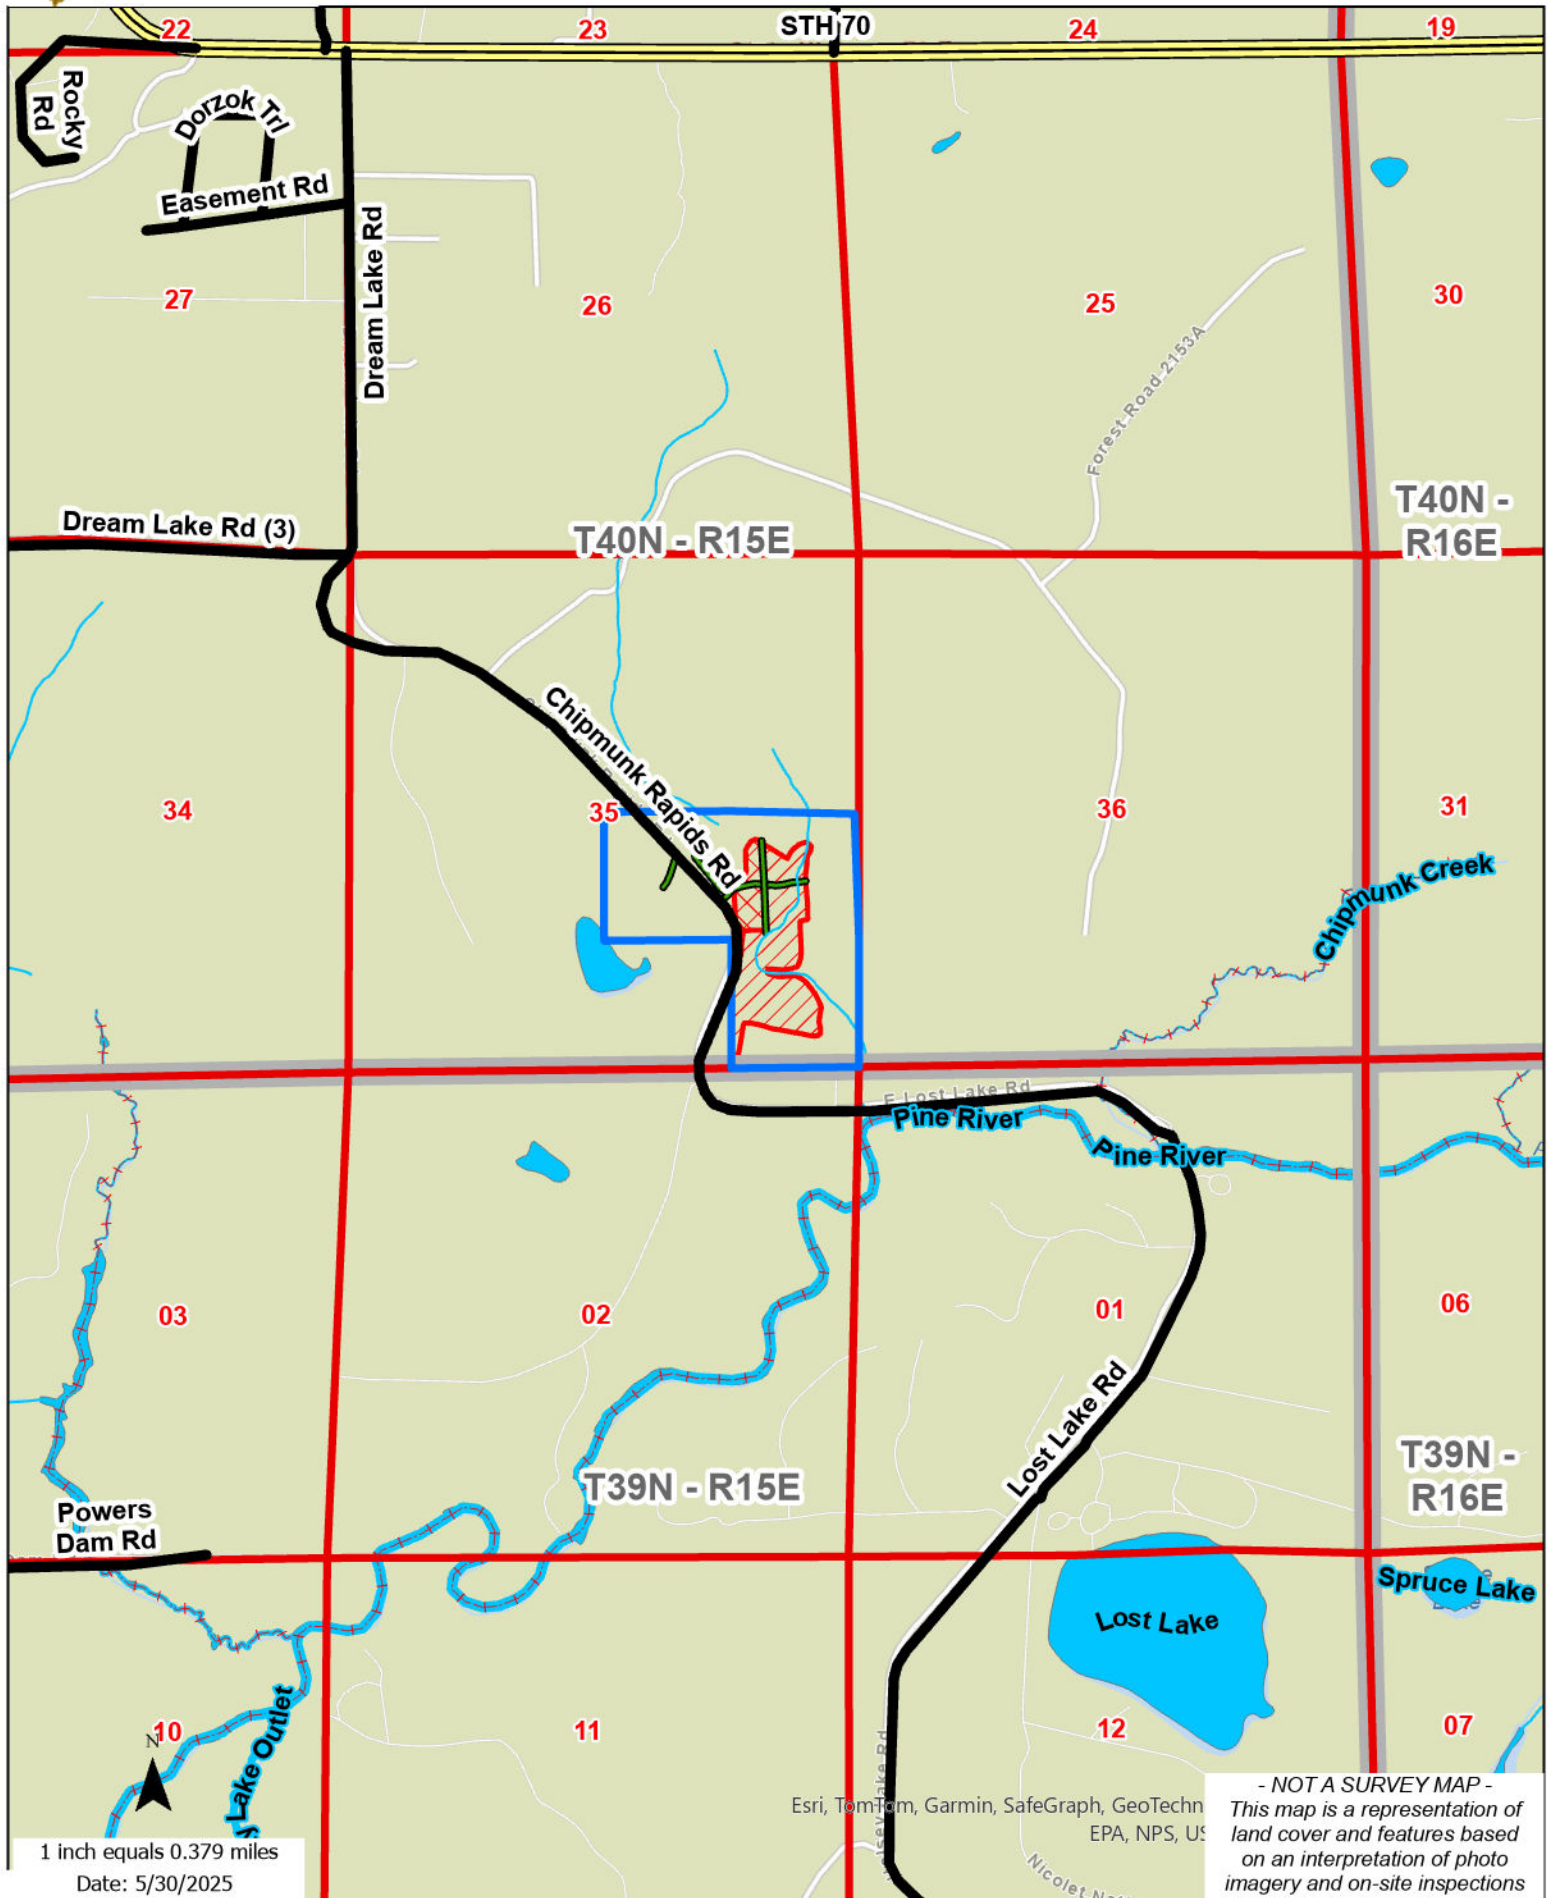 22
23
STH 70
24
19
Rocky
Rd
Dorzok Trl
Easement Rd
Dream Lake Rd
27
26
25
30
Forest Road 2153A
Dream Lake Rd (3)
T40N - R15E
T40N -
R16E
Chipmunk Rapids Rd
34
35
36
31
Chipmunk Creek
E Lost Lake Rd
Pine River
Pine River
03
02
01
06
Lost Lake Rd
T39N - R15E
T39N -
R16E
Powers
Dam Rd
Spruce Lake
Lost Lake
10
11
12
07
N
Lake Outlet
Lake Rd
Esri, TomTom, Garmin, SafeGraph, GeoTechn
EPA, NPS, US
Nicolet
1 inch equals 0.379 miles
Date: 5/30/2025
- NOT A SURVEY MAP -
This map is a representation of
land cover and features based
on an interpretation of photo
imagery and on-site inspections